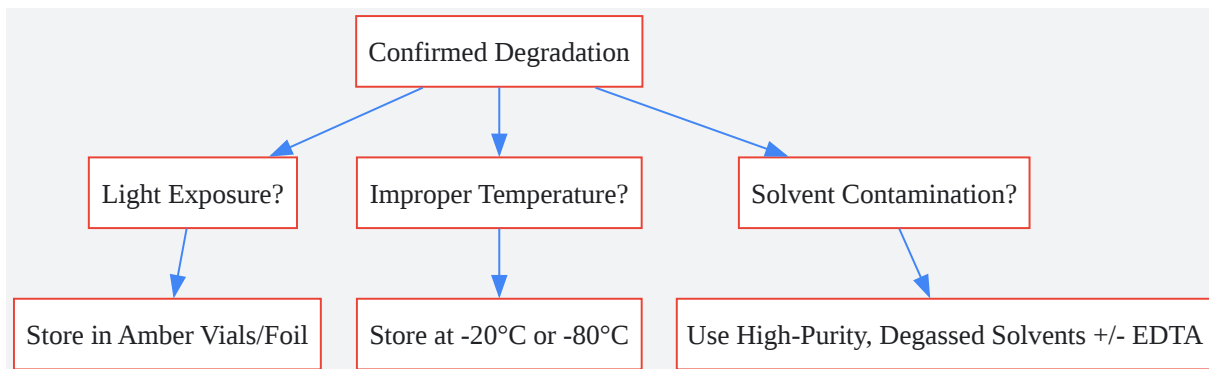 Confirmed Degradation
Light Exposure?
Improper Temperature?
Solvent Contamination?
Store in Amber Vials/Foil
Store at -20°C or -80°C
Use High-Purity, Degassed Solvents +/- EDTA